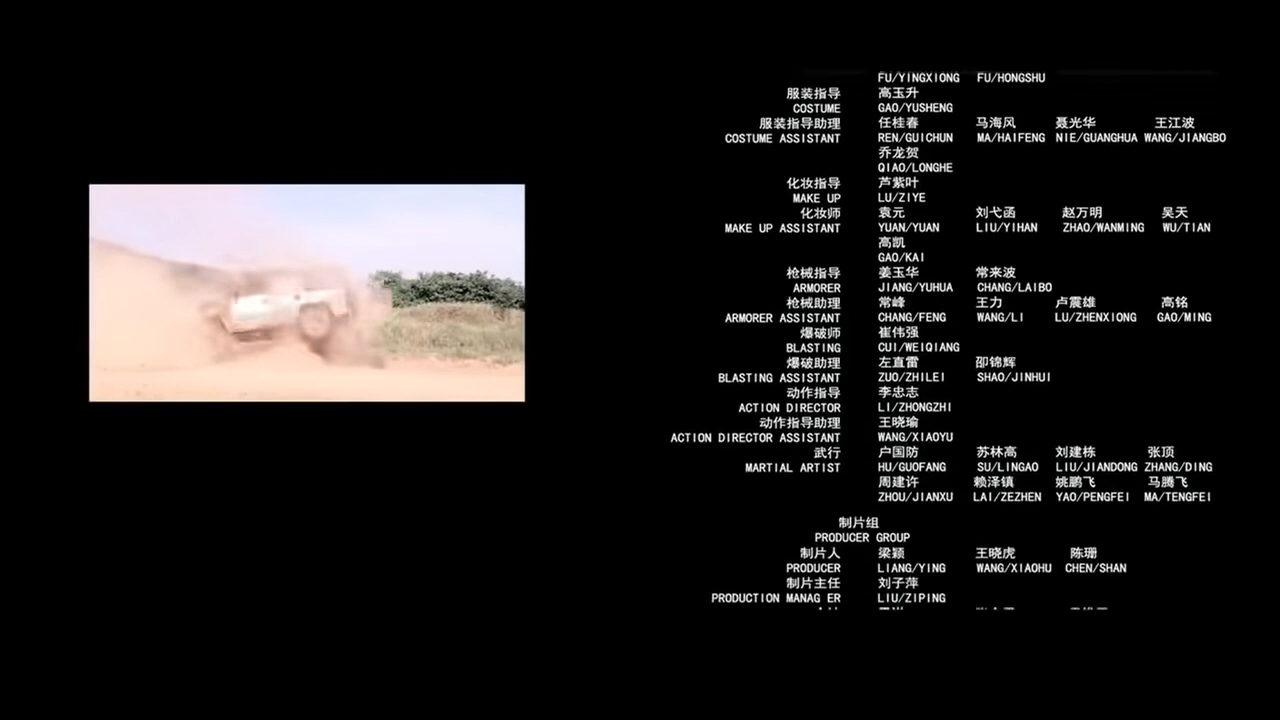 FU/YINGXIONG FU/HONGSHU
服装指导 高玉升
COSTUME GAO/YUSHENG
服装指导助理 任桂春 马海风 聂光华 王江波
COSTUME ASSISTANT REN/GUICHUN MA/HAIFENG NIE/GUANGHUA WANG/JIANGBO
乔龙贺
QIAO/LONGHE
化妆指导 芦紫叶
MAKE UP LU/ZIYE
化妆师 袁元 刘弋函 赵万明 吴天
MAKE UP ASSISTANT YUAN/YUAN LIU/YIHAN ZHAO/WANMING WU/TIAN
高凯
GAO/KAI
枪械指导 姜玉华 常来波
ARMORER JIANG/YUHUA CHANG/LAIBO
枪械助理 常峰 王力 卢震雄 高铭
ARMORER ASSISTANT CHANG/FENG WANG/LI LU/ZHENXIONG GAO/MING
爆破师 崔伟强
BLASTING CUI/WEIQIANG
爆破助理 左直雷 邵锦辉
BLASTING ASSISTANT ZUO/ZHILEI SHAO/JINHUI
动作指导 李忠志
ACTION DIRECTOR LI/ZHONGZHI
动作指导助理 王晓瑜
ACTION DIRECTOR ASSISTANT WANG/XIAOYU
武行 户国防 苏林高 刘建栋 张顶
MARTIAL ARTIST HU/GUOFANG SU/LINGAO LIU/JIANDONG ZHANG/DING
周建许 赖泽镇 姚鹏飞 马腾飞
ZHOU/JIANXU LAI/ZEZHEN YAO/PENGFEI MA/TENGFEI
制片组
PRODUCER GROUP
制片人 梁颖 王晓虎 陈珊
PRODUCER LIANG/YING WANG/XIAOHU CHEN/SHAN
制片主任 刘子萍
PRODUCTION MANAG ER LIU/ZIPING